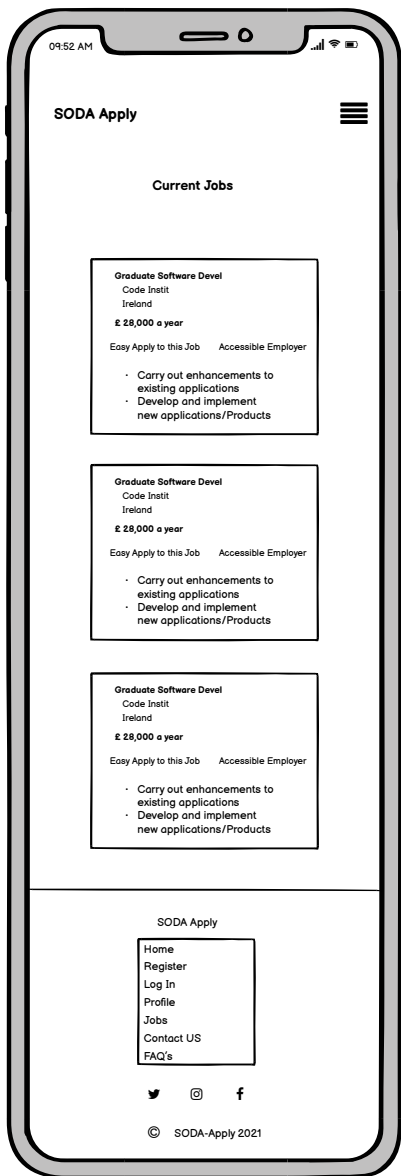 09:52 AM
SODA Apply
Current Jobs
Graduate Software Devel
Code Instit
Ireland
£ 28,000 a year
Easy Apply to this Job Accessible Employer
· Carry out enhancements to
existing applications
· Develop and implement
new applications/Products
Graduate Software Devel
Code Instit
Ireland
£ 28,000 a year
Easy Apply to this Job Accessible Employer
· Carry out enhancements to
existing applications
· Develop and implement
new applications/Products
Graduate Software Devel
Code Instit
Ireland
£ 28,000 a year
Easy Apply to this Job Accessible Employer
· Carry out enhancements to
existing applications
· Develop and implement
new applications/Products
SODA Apply
Home
Register
Log In
Profile
Jobs
Contact US
FAQ's
© SODA-Apply 2021